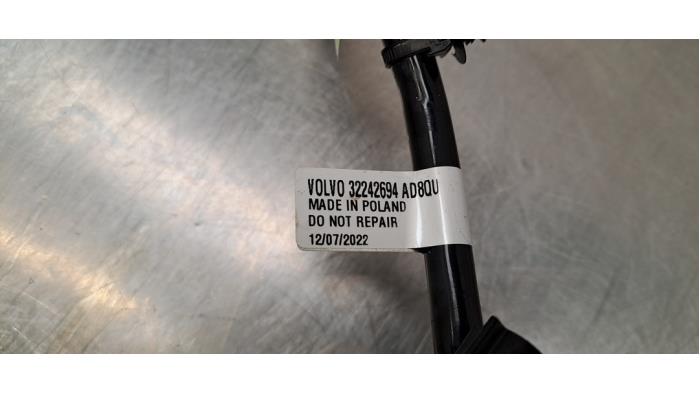 VOLVO 32242694 AD8QU
MADE IN POLAND
DO NOT REPAIR
12/07/2022